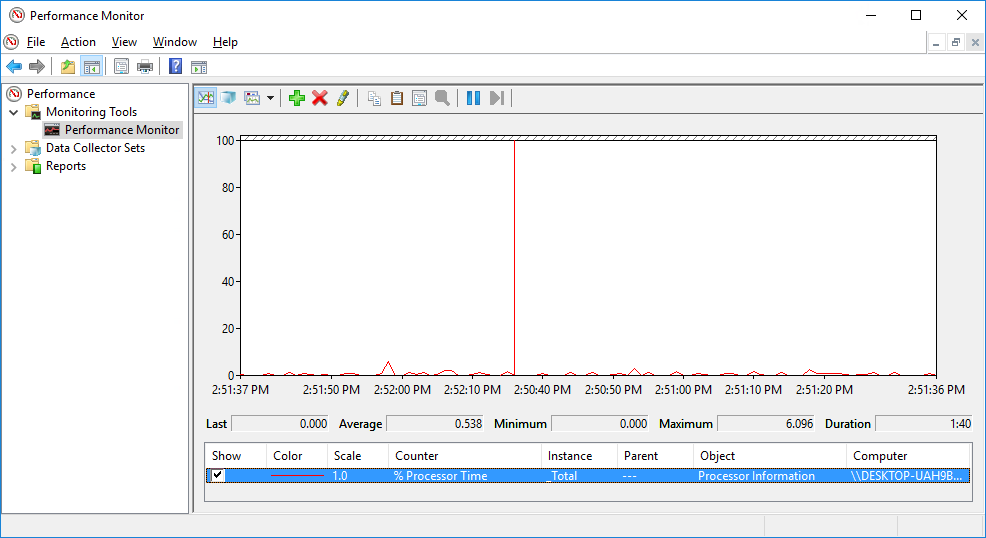 Performance Monitor
File Action View Window Help
Performance
Monitoring Tools
Performance Monitor
Data Collector Sets
Reports
100
80
60
40
20
0
2:51:37 PM 2:51:50 PM 2:52:00 PM 2:52:10 PM 2:50:40 PM 2:50:50 PM 2:51:00 PM 2:51:10 PM 2:51:20 PM 2:51:36 PM
Last 0.000 Average 0.538 Minimum 0.000 Maximum 6.096 Duration 1:40
Show Color Scale Counter Instance Parent Object Computer
1.0 % Processor Time _Total --- Processor Information \\DESKTOP-UAH9B...